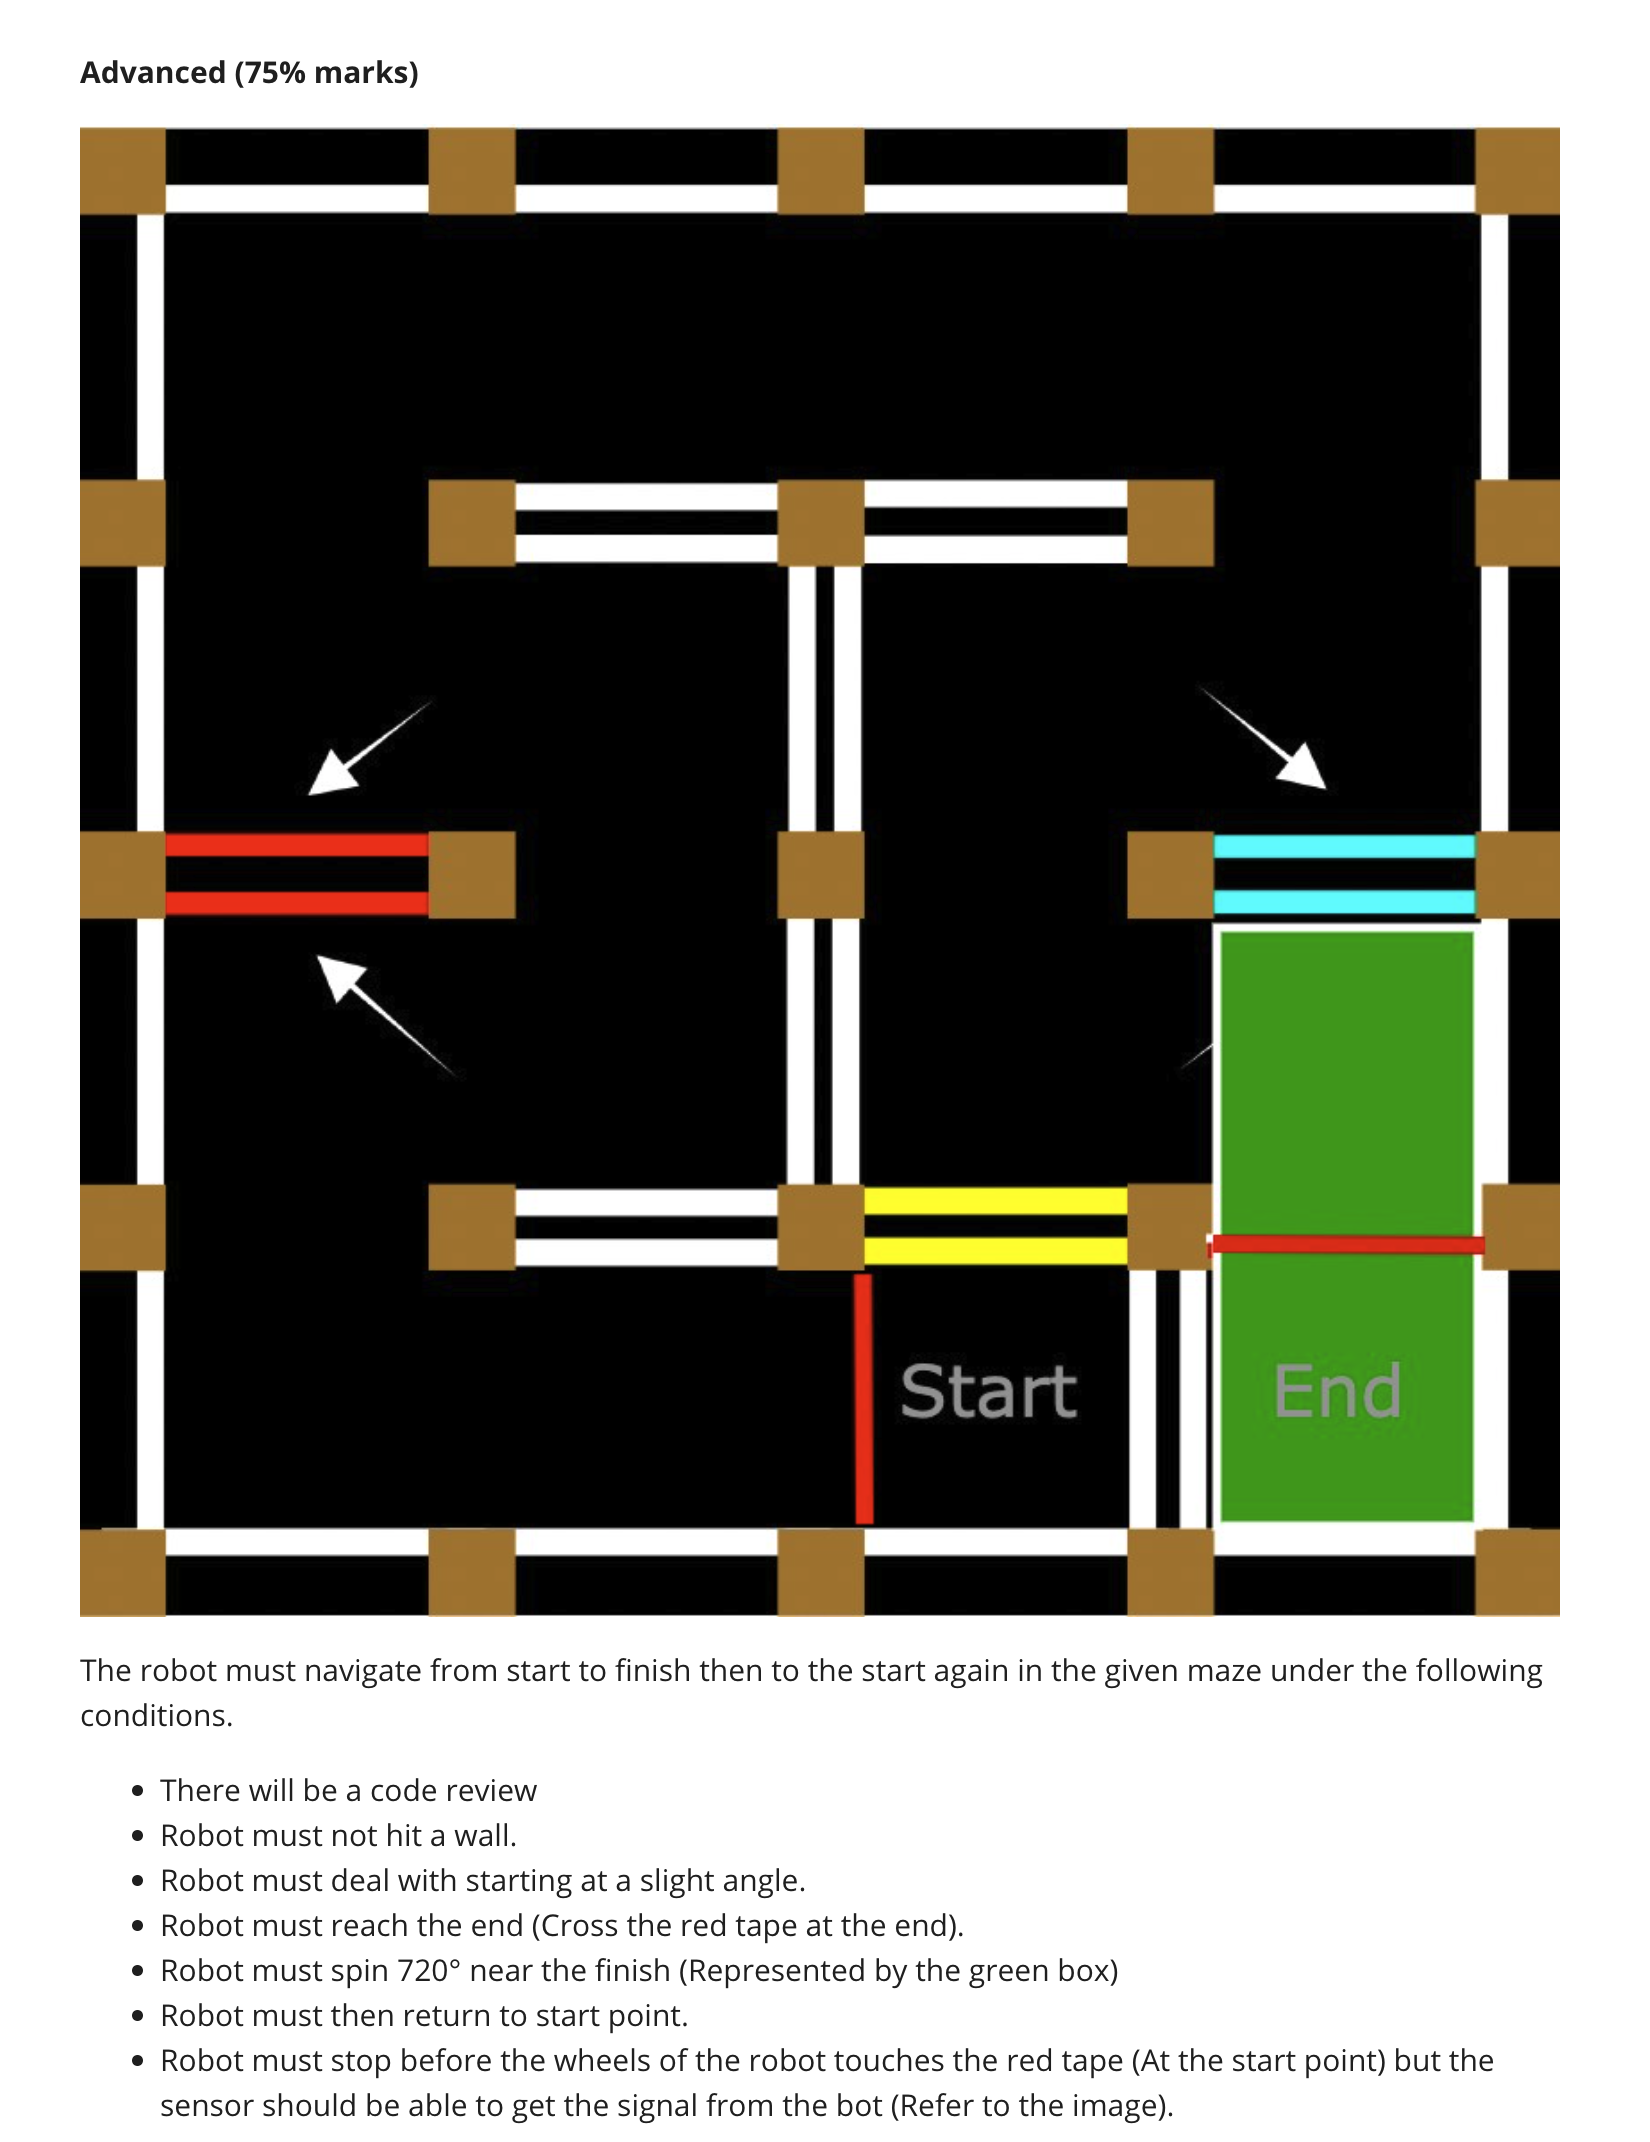 Advanced (75% marks)
Start
End
The robot must navigate from start to finish then to the start again in the given maze under the following
conditions.
• There will be a code review
• Robot must not hit a wall.
• Robot must deal with starting at a slight angle.
• Robot must reach the end (Cross the red tape at the end).
• Robot must spin 720° near the finish (Represented by the green box)
• Robot must then return to start point.
• Robot must stop before the wheels of the robot touches the red tape (At the start point) but the
sensor should be able to get the signal from the bot (Refer to the image).